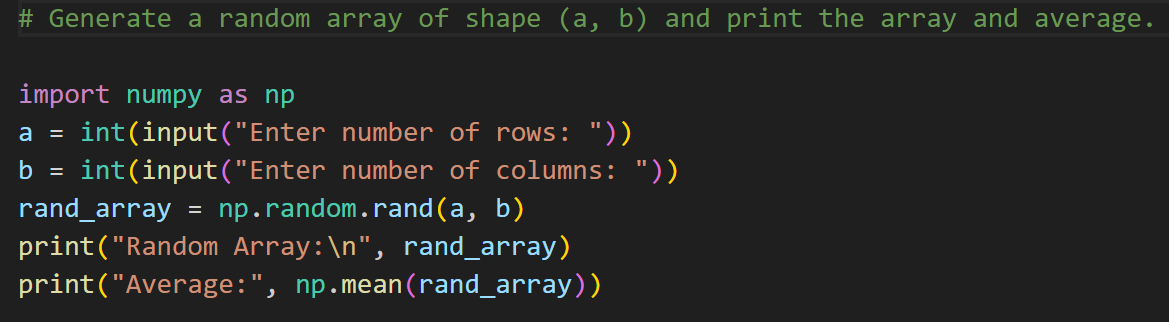 # Generate a random array of shape (a, b) and print the array and average.
import numpy as np
a = int(input("Enter number of rows: "))
b = int(input("Enter number of columns: "))
rand_array = np.random.rand(a, b)
print("Random Array:\n", rand_array)
print("Average:", np.mean(rand_array))